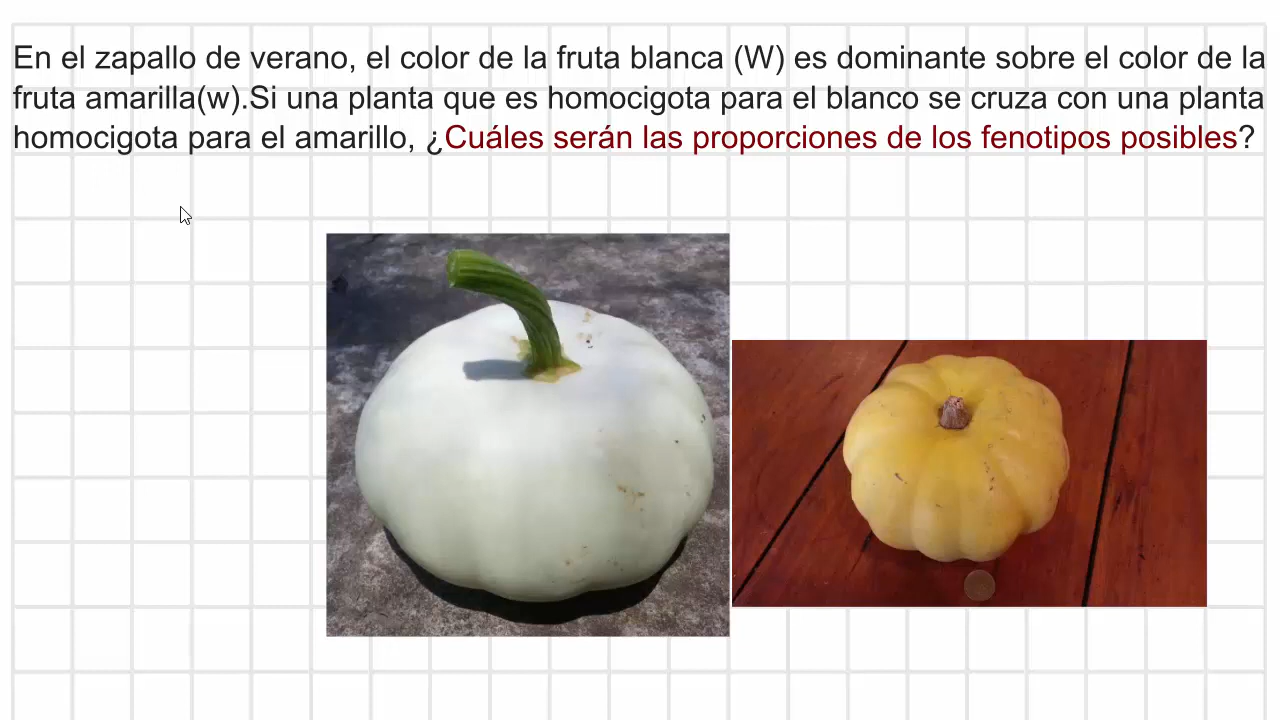 En el zapallo de verano, el color de la fruta blanca (W) es dominante sobre el color de la
fruta amarilla(w).Si una planta que es homocigota para el blanco se cruza con una planta
homocigota para el amarillo, ¿Cuáles serán las proporciones de los fenotipos posibles?